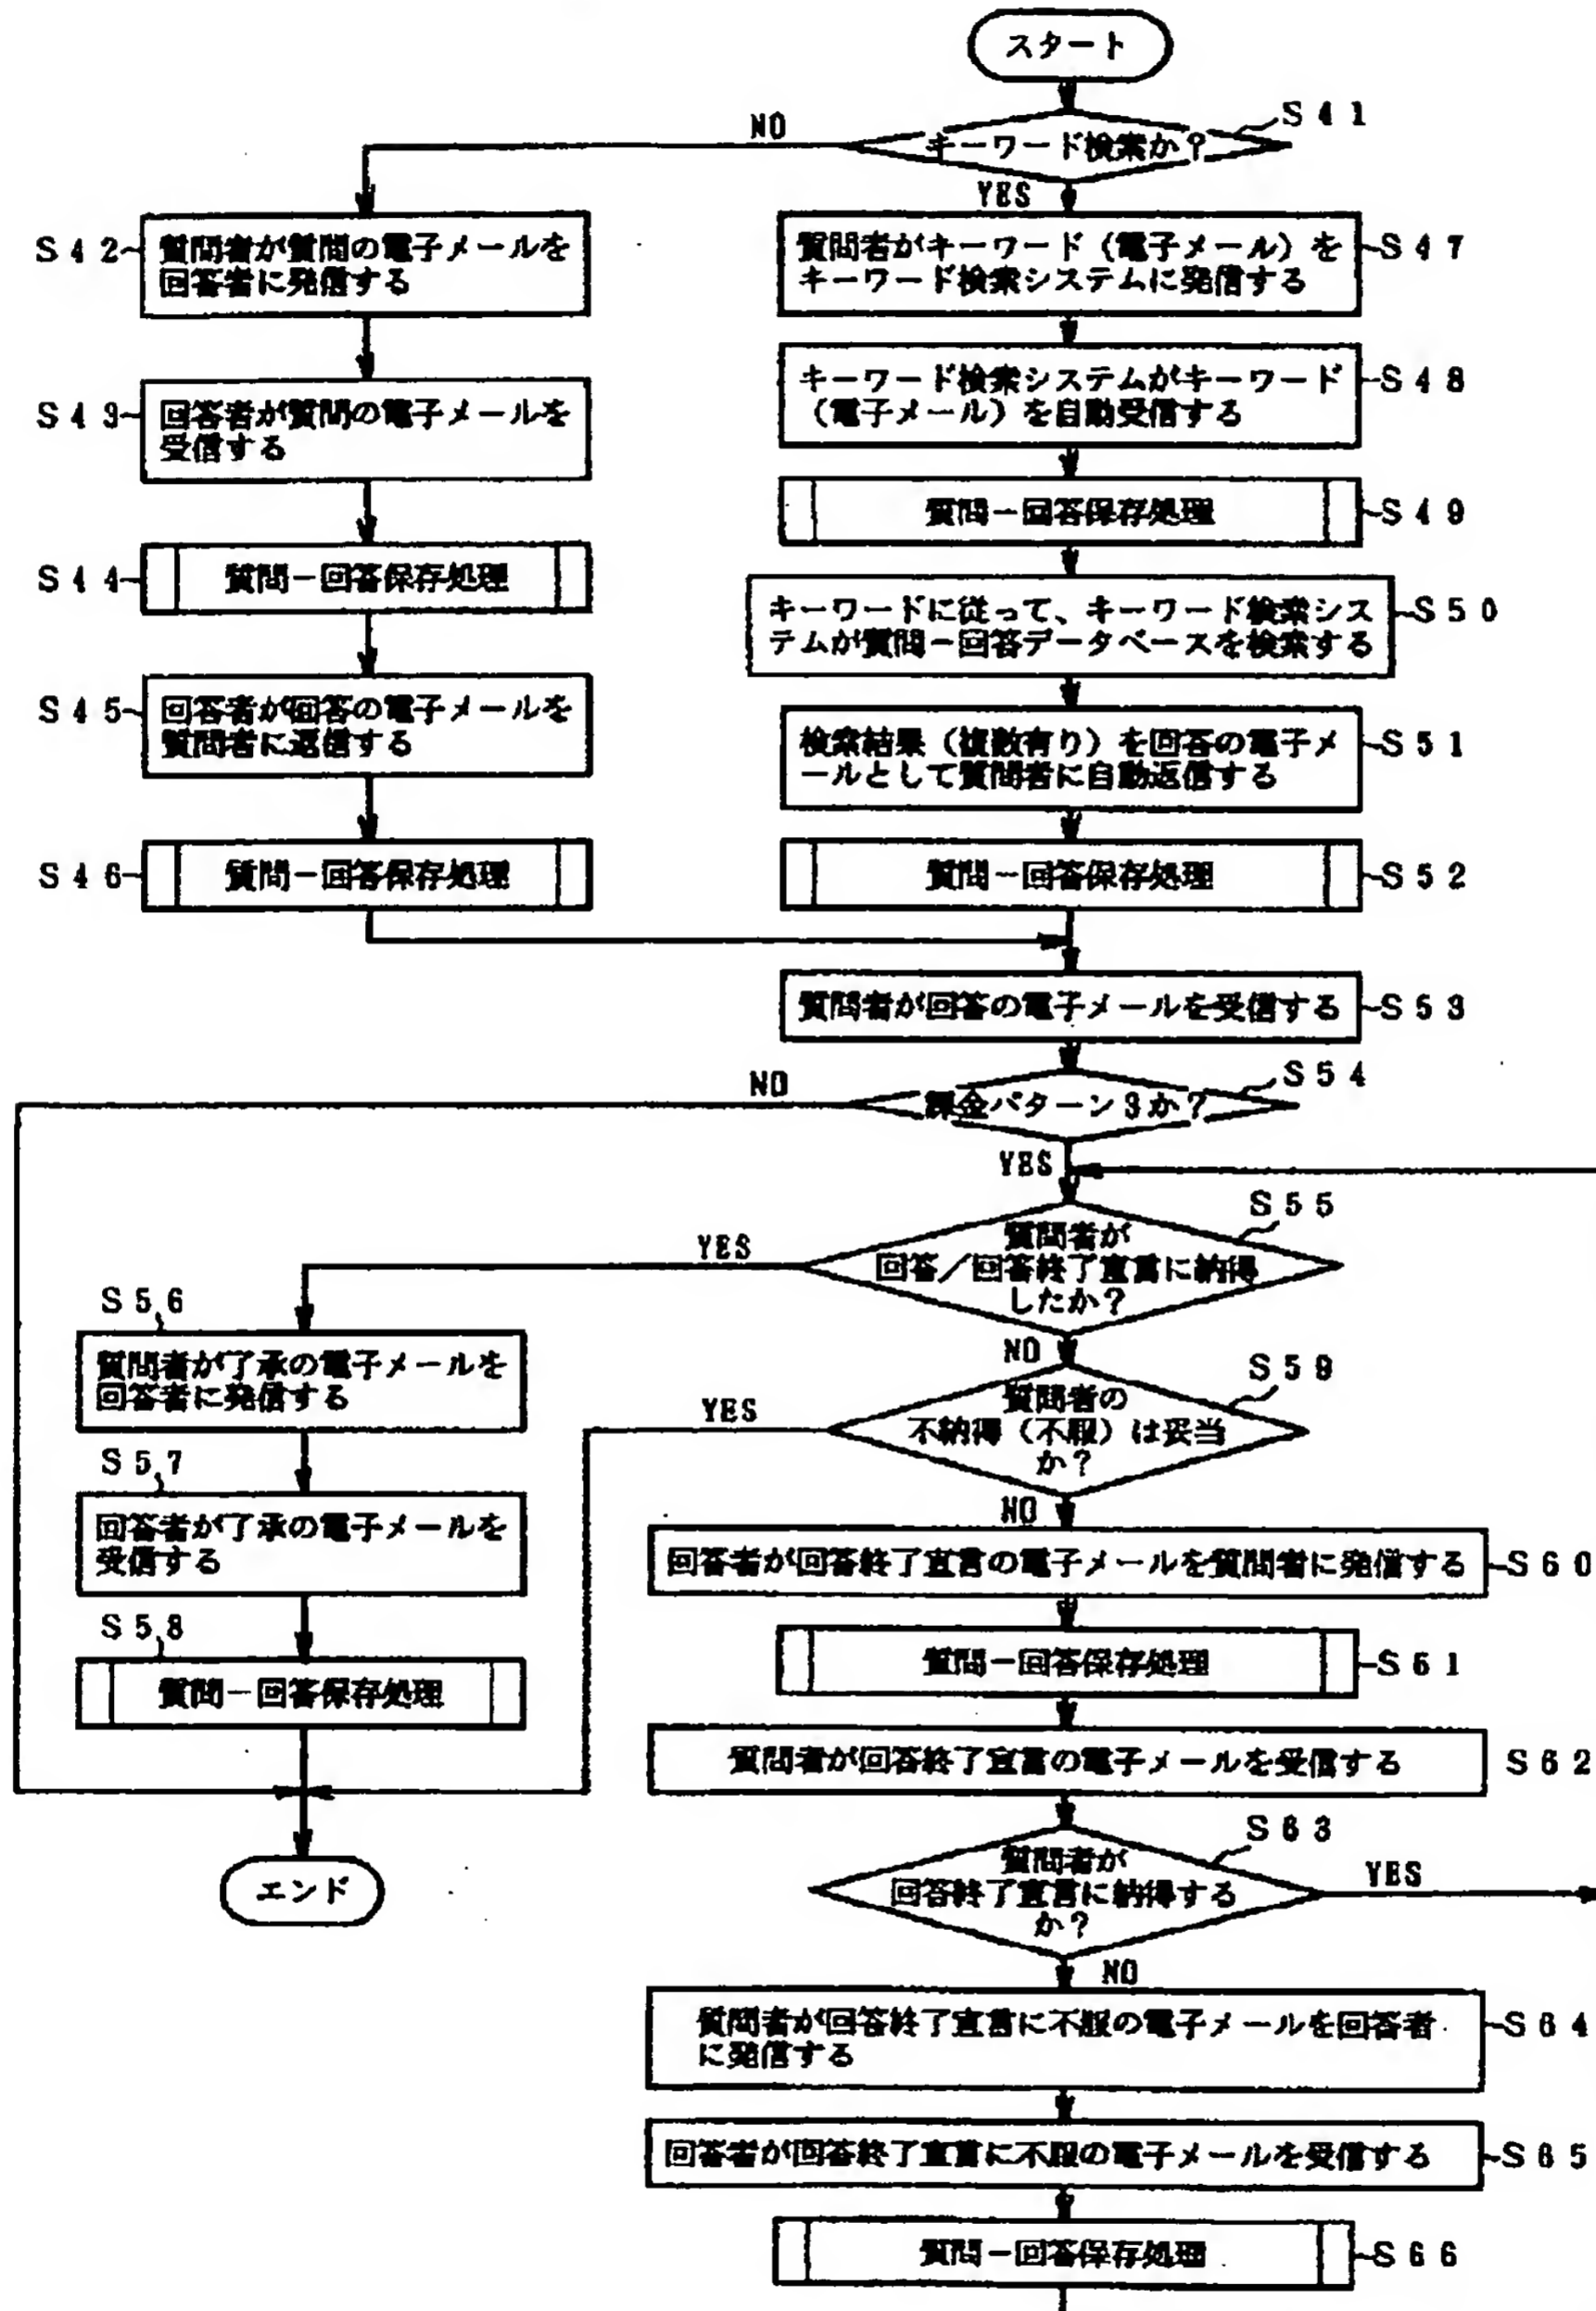 スタート
S41
キーワード検索か?
NO
YES
S42
質問者が質問の電子メールを
回答者に発信する
S43
回答者が質問の電子メールを
受信する
S44
質問-回答保存処理
S45
回答者が回答の電子メールを
質問者に返信する
S46
質問-回答保存処理
S47
質問者がキーワード(電子メール)を
キーワード検索システムに発信する
S48
キーワード検索システムがキーワード
(電子メール)を自動受信する
S49
質問-回答保存処理
S50
キーワードに従って、キーワード検索シス
テムが質問-回答データベースを検索する
S51
検索結果(複数有り)を回答の電子メ
ールとして質問者に自動返信する
S52
質問-回答保存処理
質問者が回答の電子メールを受信する
S53
S54
課金パターン3か?
NO
YES
S55
質問者が
回答/回答終了宣言に納得
したか?
YES
NO
S56
質問者が了承の電子メールを
回答者に発信する
S57
回答者が了承の電子メールを
受信する
S58
質問-回答保存処理
エンド
S59
質問者の
不納得(不服)は妥当
か?
YES
NO
回答者が回答終了宣言の電子メールを質問者に発信する
S60
質問-回答保存処理
S61
質問者が回答終了宣言の電子メールを受信する
S62
S63
質問者が
回答終了宣言に納得する
か?
YES
NO
質問者が回答終了宣言に不服の電子メールを回答者
に発信する
S64
回答者が回答終了宣言に不服の電子メールを受信する
S65
質問-回答保存処理
S66